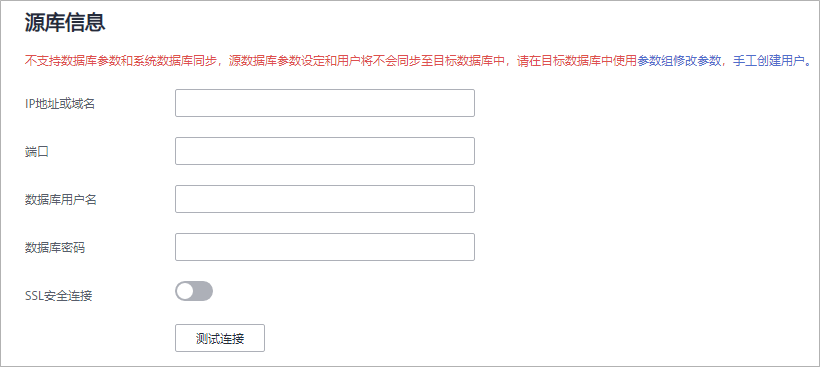 源库信息
不支持数据库参数和系统数据库同步，源数据库参数设定和用户将不会同步至目标数据库中，请在目标数据库中使用参数组修改参数，手工创建用户。
IP地址或域名
端口
数据库用户名
数据库密码
SSL安全连接
测试连接